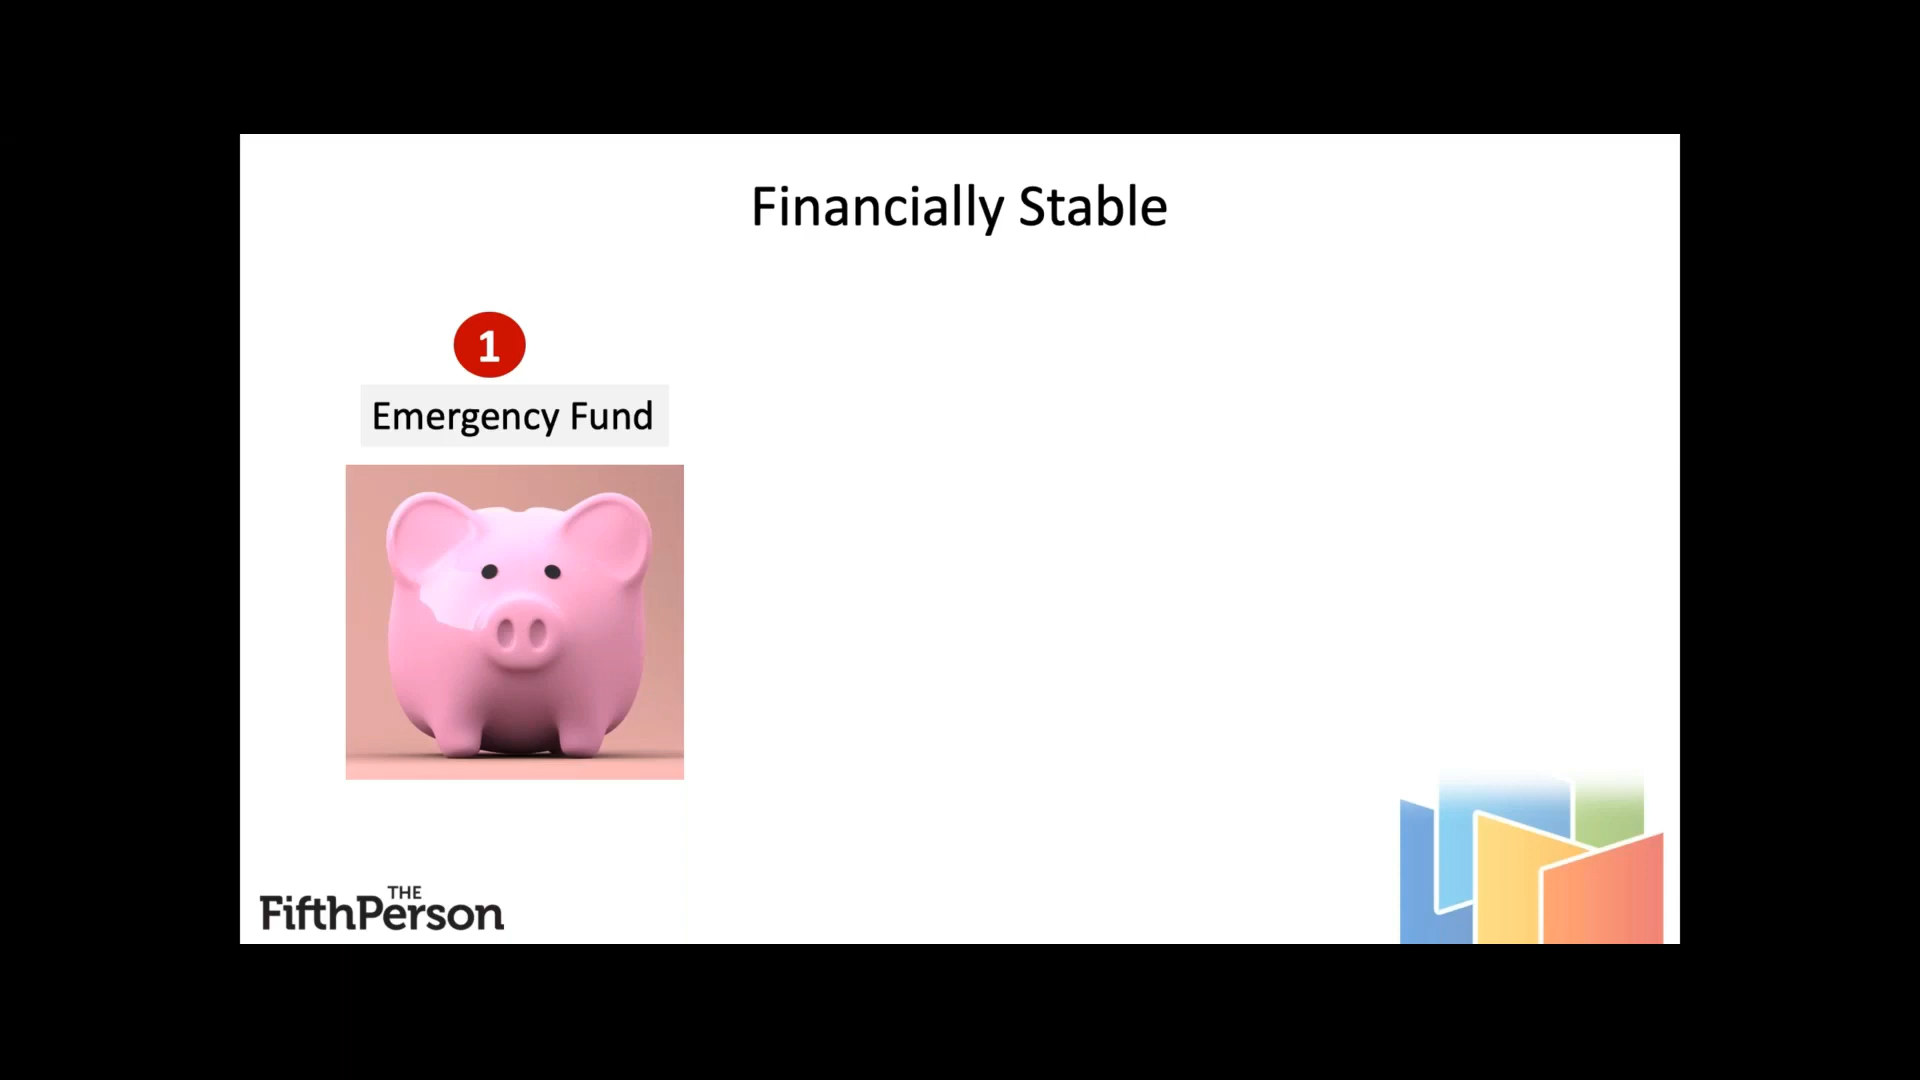 Financially Stable
1
Emergency Fund
THE
FifthPerson